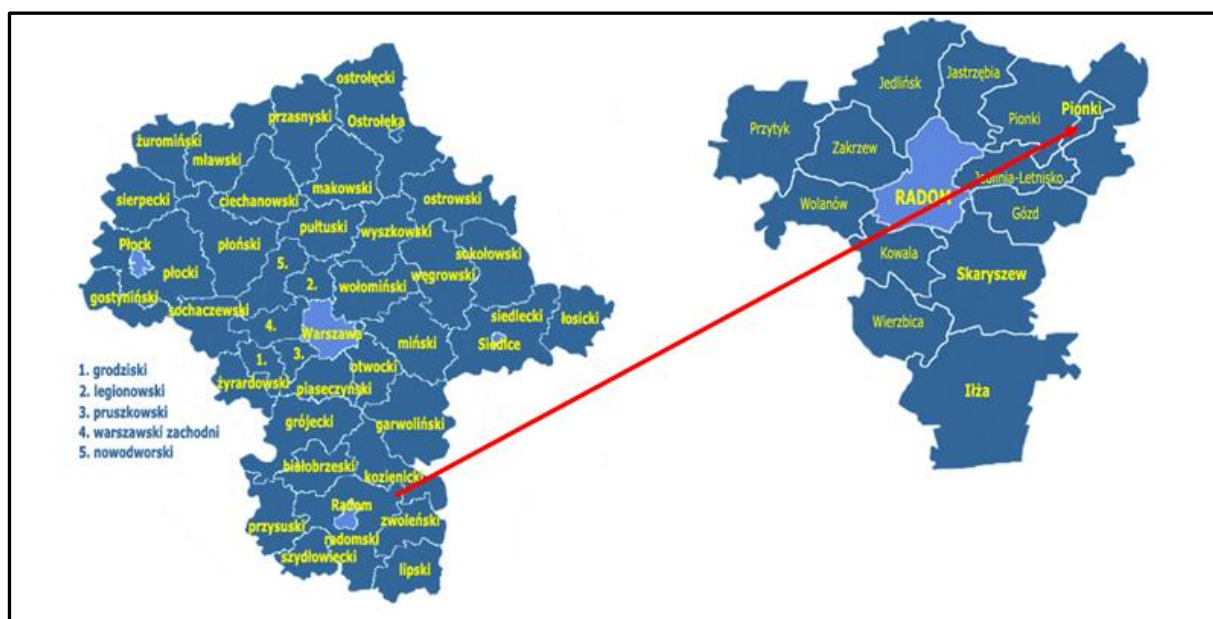 ostrołęcki
przasnyski
Ostrołęka
żuromiński
mławski
makowski
sierpecki
ciechanowski
ostrowski
pułtuski
wyszkowski
Płock
płoński
sokołowski
płocki
5.
węgrowski
2.
wołomiński
gostyniński
sochaczewski
siedlecki
łosicki
4.
Warszawa
miński
Siedlce
1.
3.
otwocki
żyrardowski
piaseczyński
1. grodziski
2. legionowski
3. pruszkowski
4. warszawski zachodni
5. nowodworski
grójecki
garwoliński
białobrzeski
kozienicki
Radom
przysuski
zwoleński
radomski
szydłowiecki
lipski
Jedlińsk
Jastrzębia
Pionki
Pionki
Przytyk
Zakrzew
Jedlinia-Letnisko
RADOM
Wolanów
Gózd
Kowala
Skaryszew
Wierzbica
Iłża